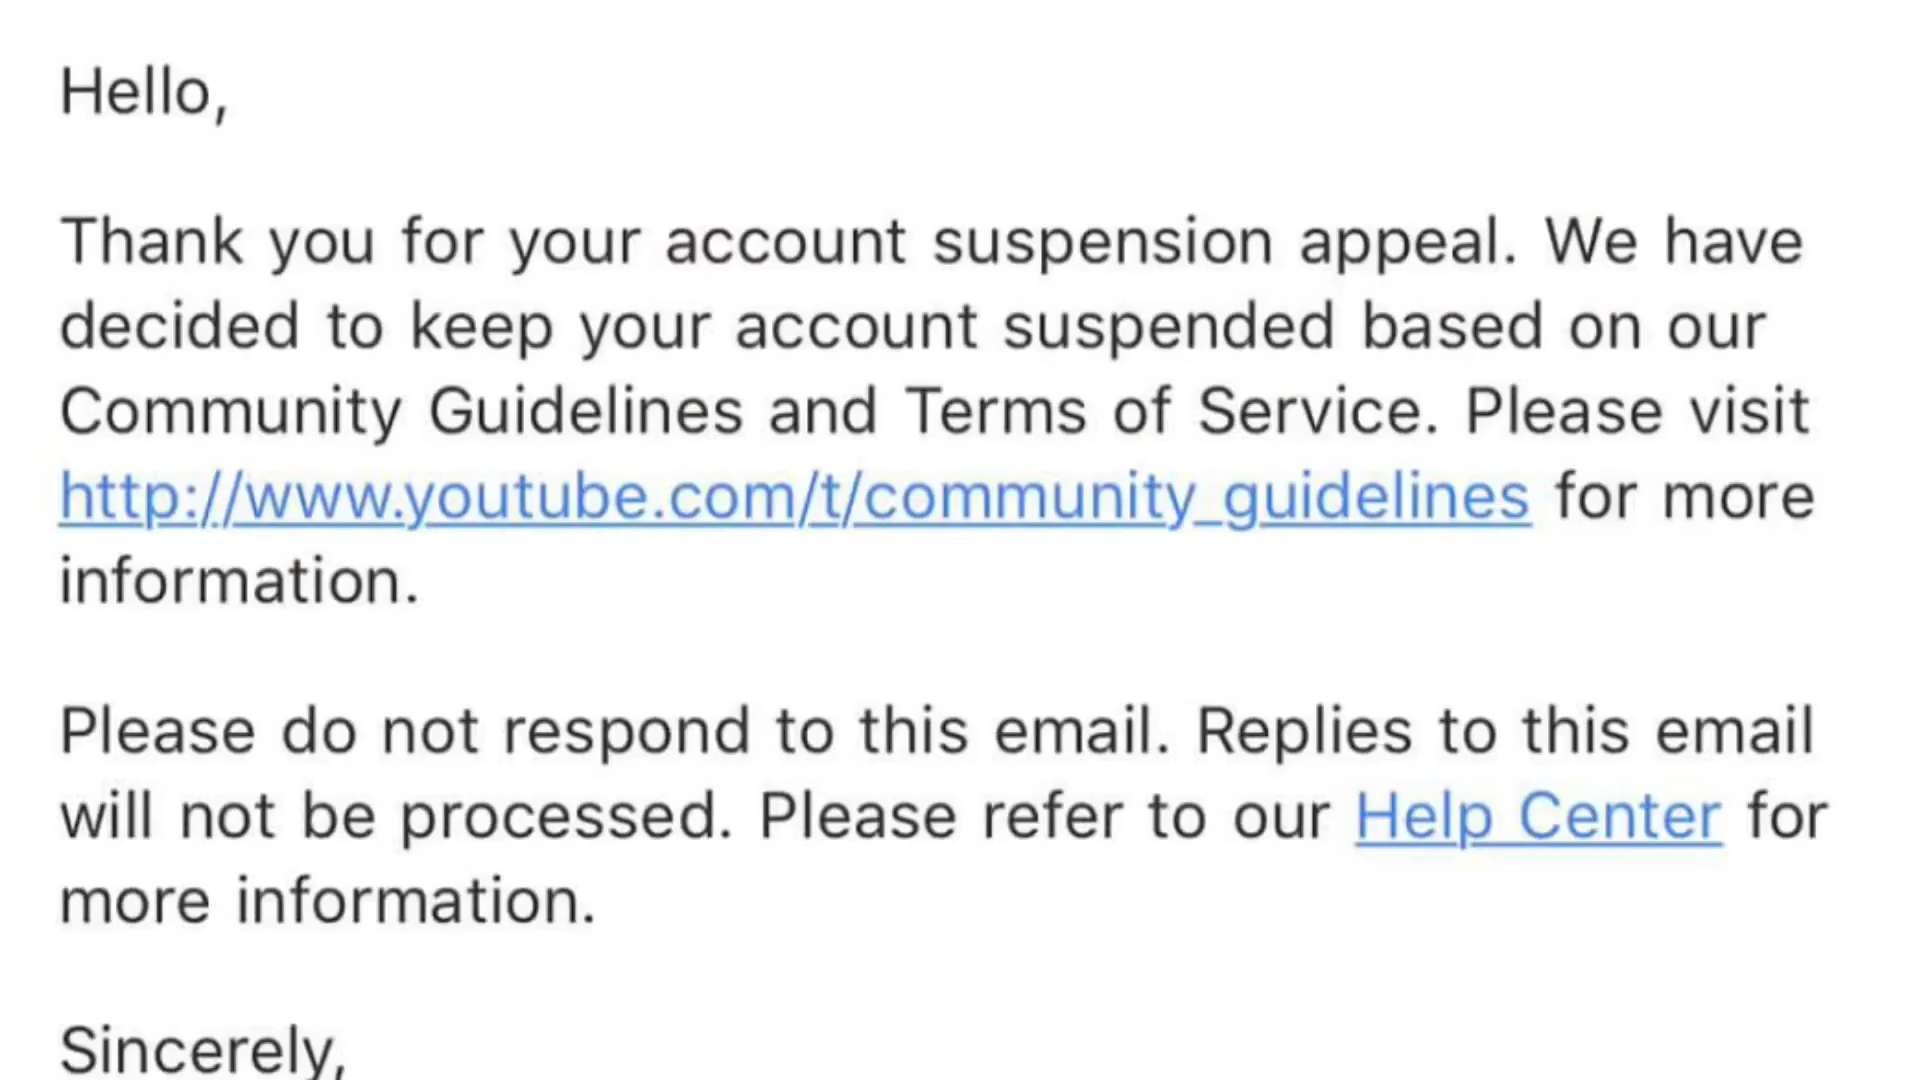 Hello,
Thank you for your account suspension appeal. We have
decided to keep your account suspended based on our
Community Guidelines and Terms of Service. Please visit
http://www.youtube.com/t/community_guidelines for more
information.
Please do not respond to this email. Replies to this email
will not be processed. Please refer to our Help Center for
more information.
Sincerely,